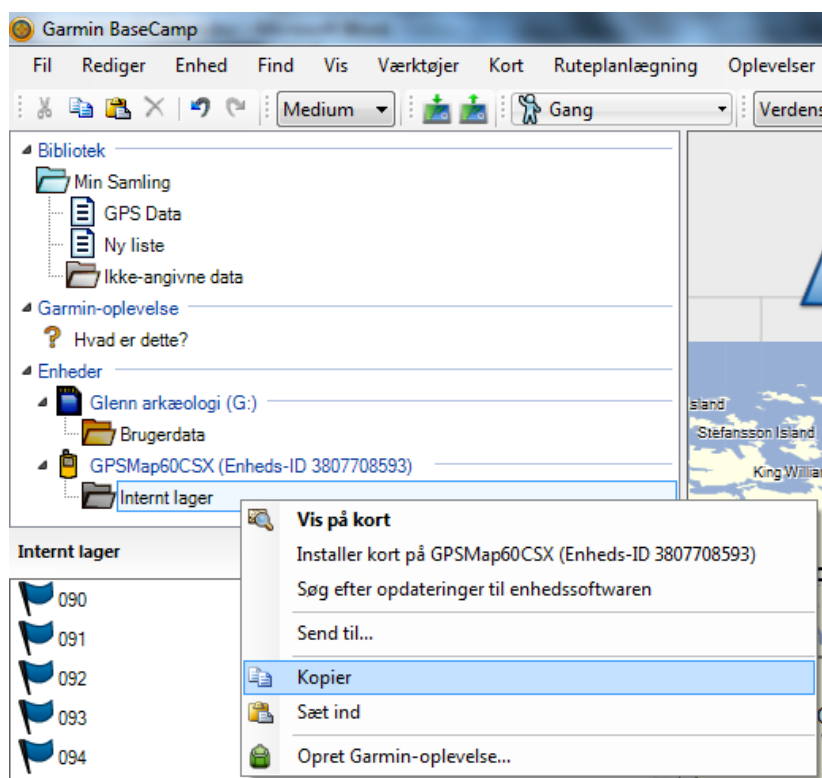 Garmin BaseCamp
Fil Rediger Enhed Find Vis Værktøjer Kort Ruteplanlægning Oplevelser
Medium Gang Verdens
Bibliotek
Min Samling
GPS Data
Ny liste
Ikke-angivne data
Garmin-oplevelse
Hvad er dette?
Enheder
Glenn arkæologi (G:)
Brugerdata
GPSMap60CSX (Enheds-ID 3807708593)
Internt lager
Internt lager
090
091
092
093
094
Vis på kort
Installer kort på GPSMap60CSX (Enheds-ID 3807708593)
Søg efter opdateringer til enhedssoftwaren
Send til...
Kopier
Sæt ind
Opret Garmin-oplevelse...
sland
Stefansson Island
King Willia